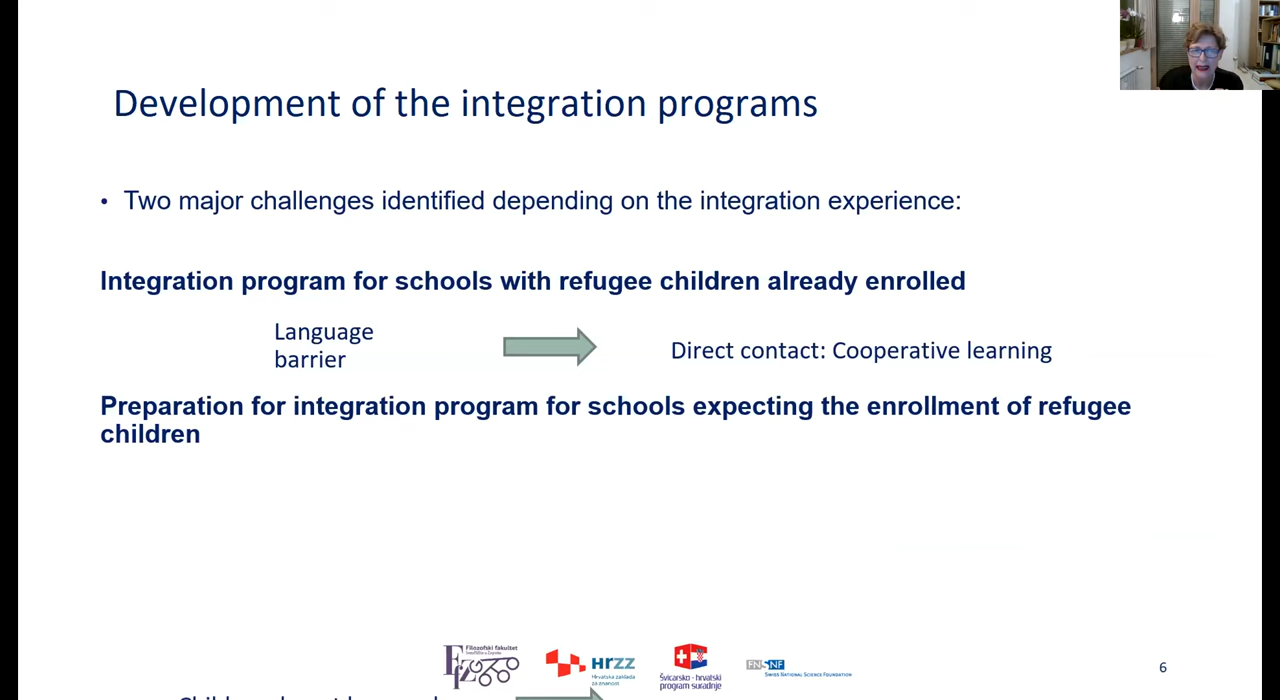 Development of the integration programs
• Two major challenges identified depending on the integration experience:
Integration program for schools with refugee children already enrolled
Language
barrier
Direct contact: Cooperative learning
Preparation for integration program for schools expecting the enrollment of refugee
children
Filozofski fakultet
Sveučilišta u Zagrebu
FFZG
HRZZ
Hrvatska zaklada
za znanost
Švicarsko - hrvatski
program suradnje
FNSNF
SWISS NATIONAL SCIENCE FOUNDATION
6